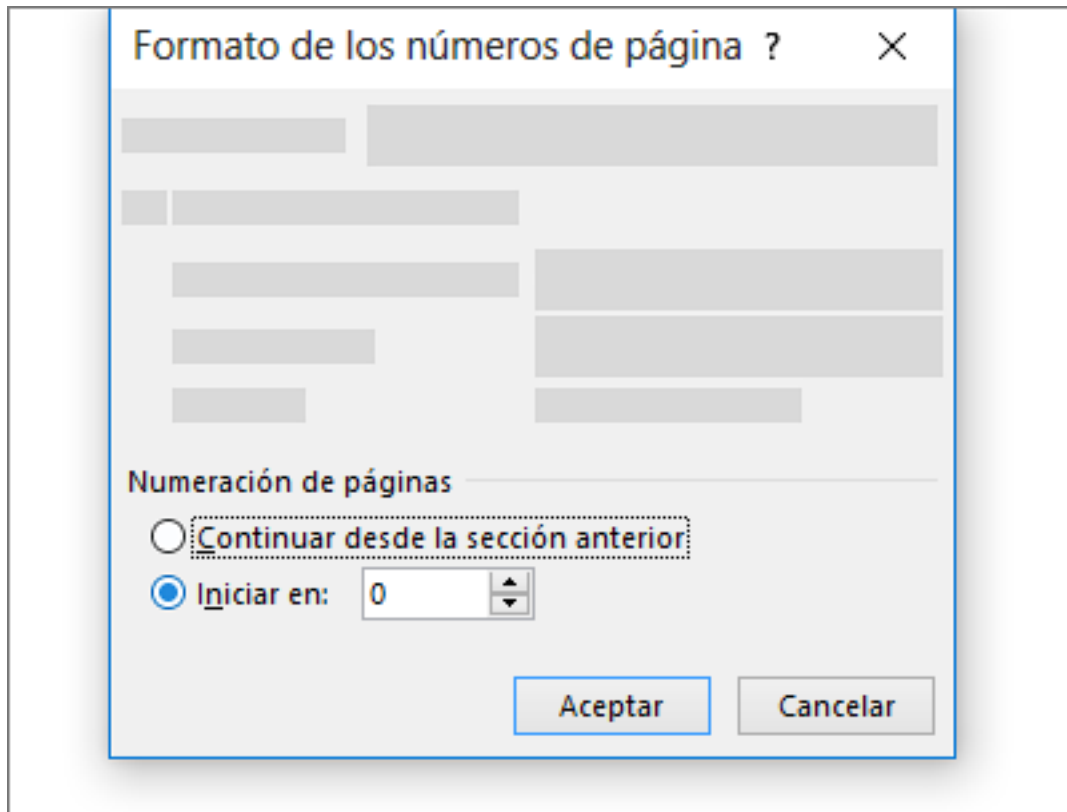 Formato de los números de página ?
Numeración de páginas
Continuar desde la sección anterior
Iniciar en: 0
Aceptar Cancelar